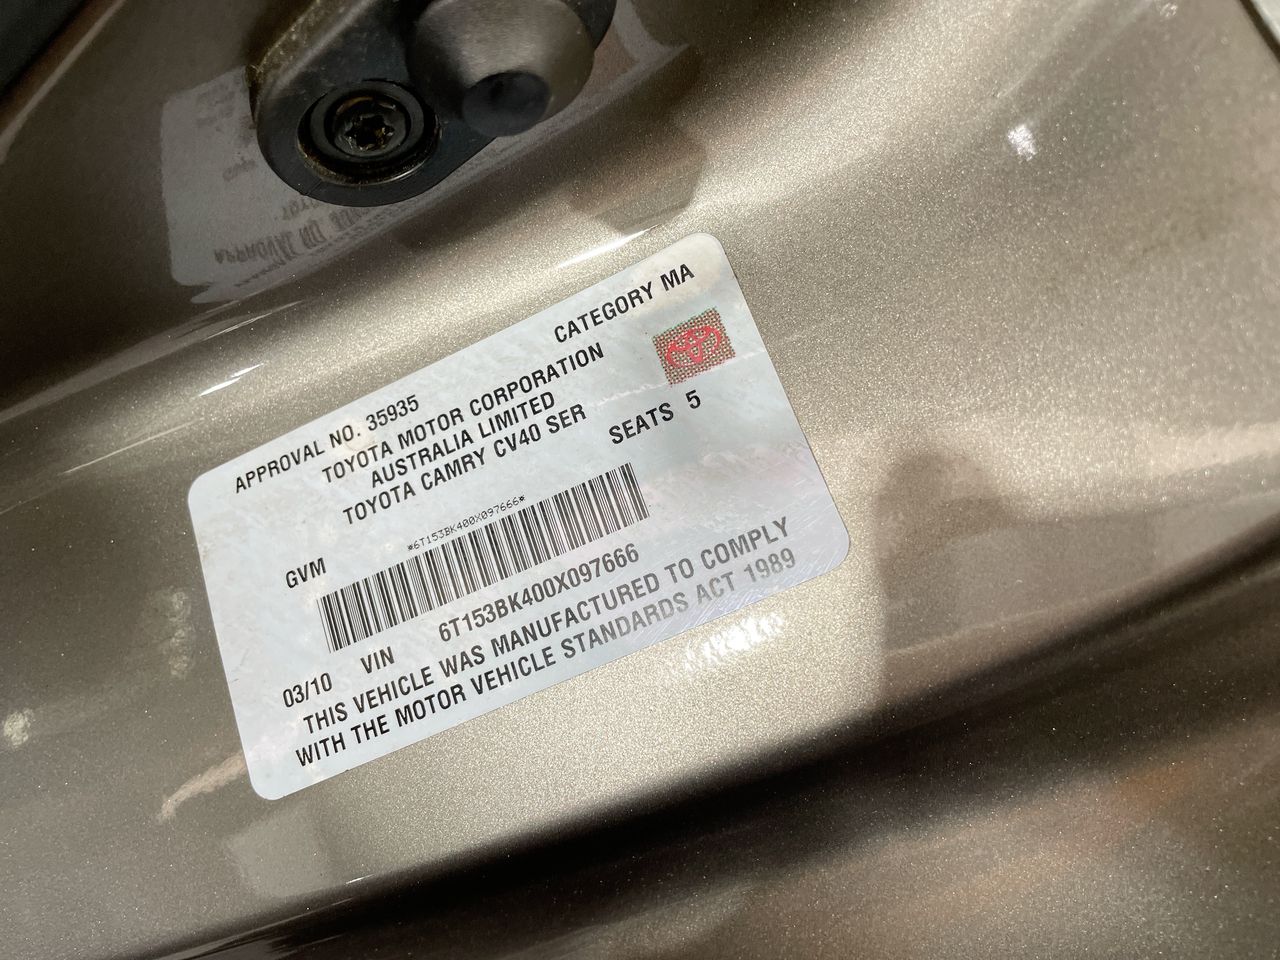 APPROVAL NO. 35935 CATEGORY MA
TOYOTA MOTOR CORPORATION
AUSTRALIA LIMITED
TOYOTA CAMRY CV40 SER SEATS 5
*6T153BK400X097666*
GVM
03/10 VIN 6T153BK400X097666
THIS VEHICLE WAS MANUFACTURED TO COMPLY
WITH THE MOTOR VEHICLE STANDARDS ACT 1989